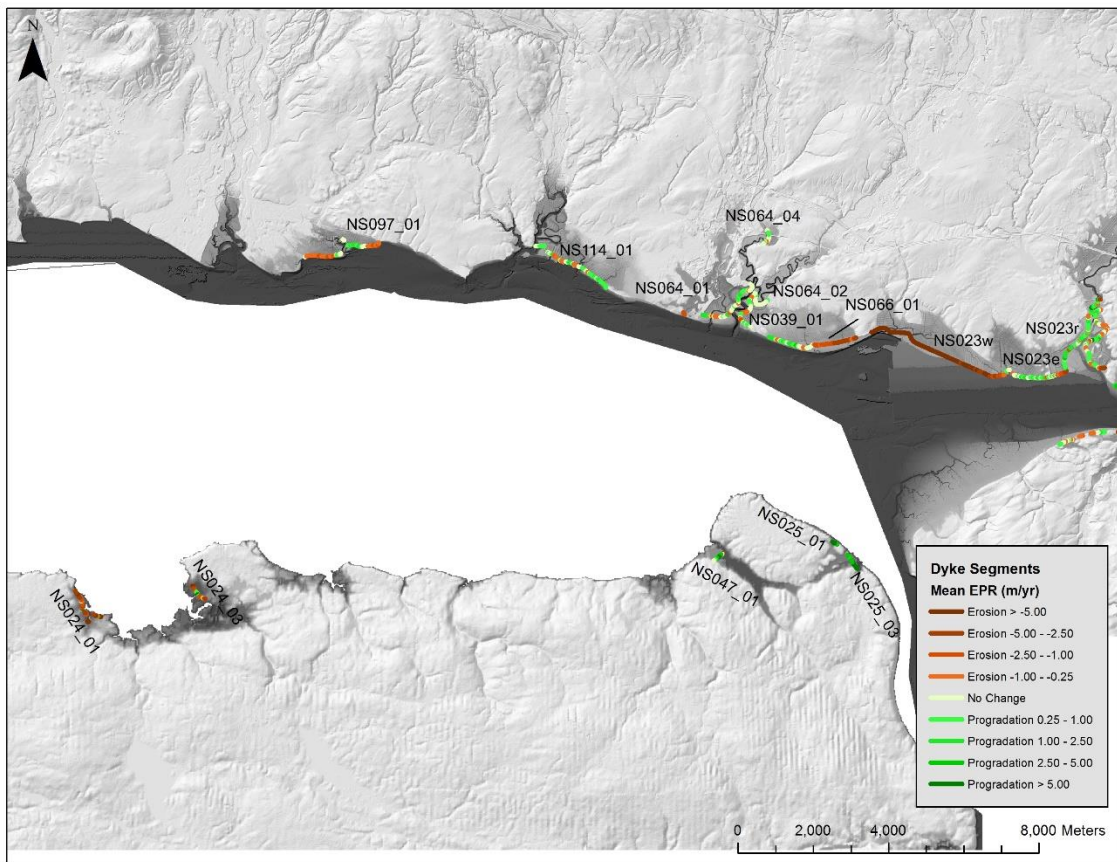 N
NS097_01
NS114_01
NS064_04
NS064_01
NS064_02
NS066_01
NS039_01
NS023w
NS023r
NS023e
NS025_01
NS047_01
NS025_03
NS024_03
NS024_01
Dyke Segments
Mean EPR (m/yr)
Erosion > -5.00
Erosion -5.00 - -2.50
Erosion -2.50 - -1.00
Erosion -1.00 - -0.25
No Change
Progradation 0.25 - 1.00
Progradation 1.00 - 2.50
Progradation 2.50 - 5.00
Progradation > 5.00
0 2,000 4,000 8,000 Meters